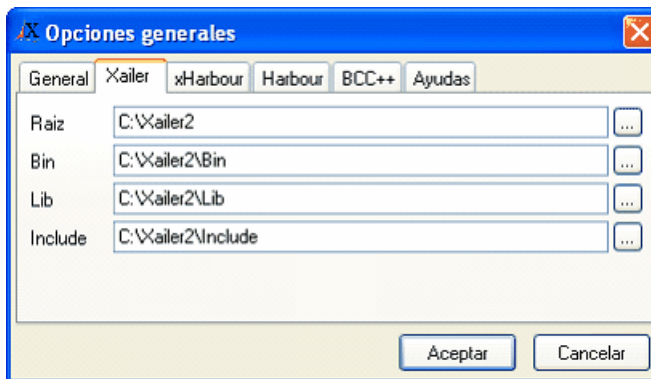 Opciones generales
General Xailer xHarbour Harbour BCC++ Ayudas
Raiz C:\Xailer2 ...
Bin C:\Xailer2\Bin ...
Lib C:\Xailer2\Lib ...
Include C:\Xailer2\Include ...
Aceptar Cancelar